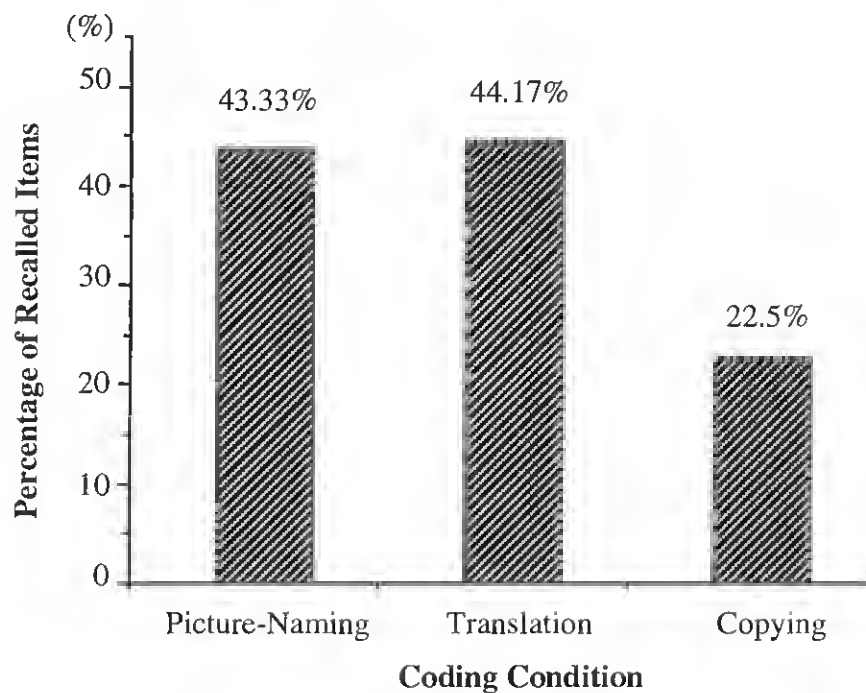 (%)
50
40
30
20
10
0
Percentage of Recalled Items
43.33%
44.17%
22.5%
Picture-Naming
Translation
Copying
Coding Condition